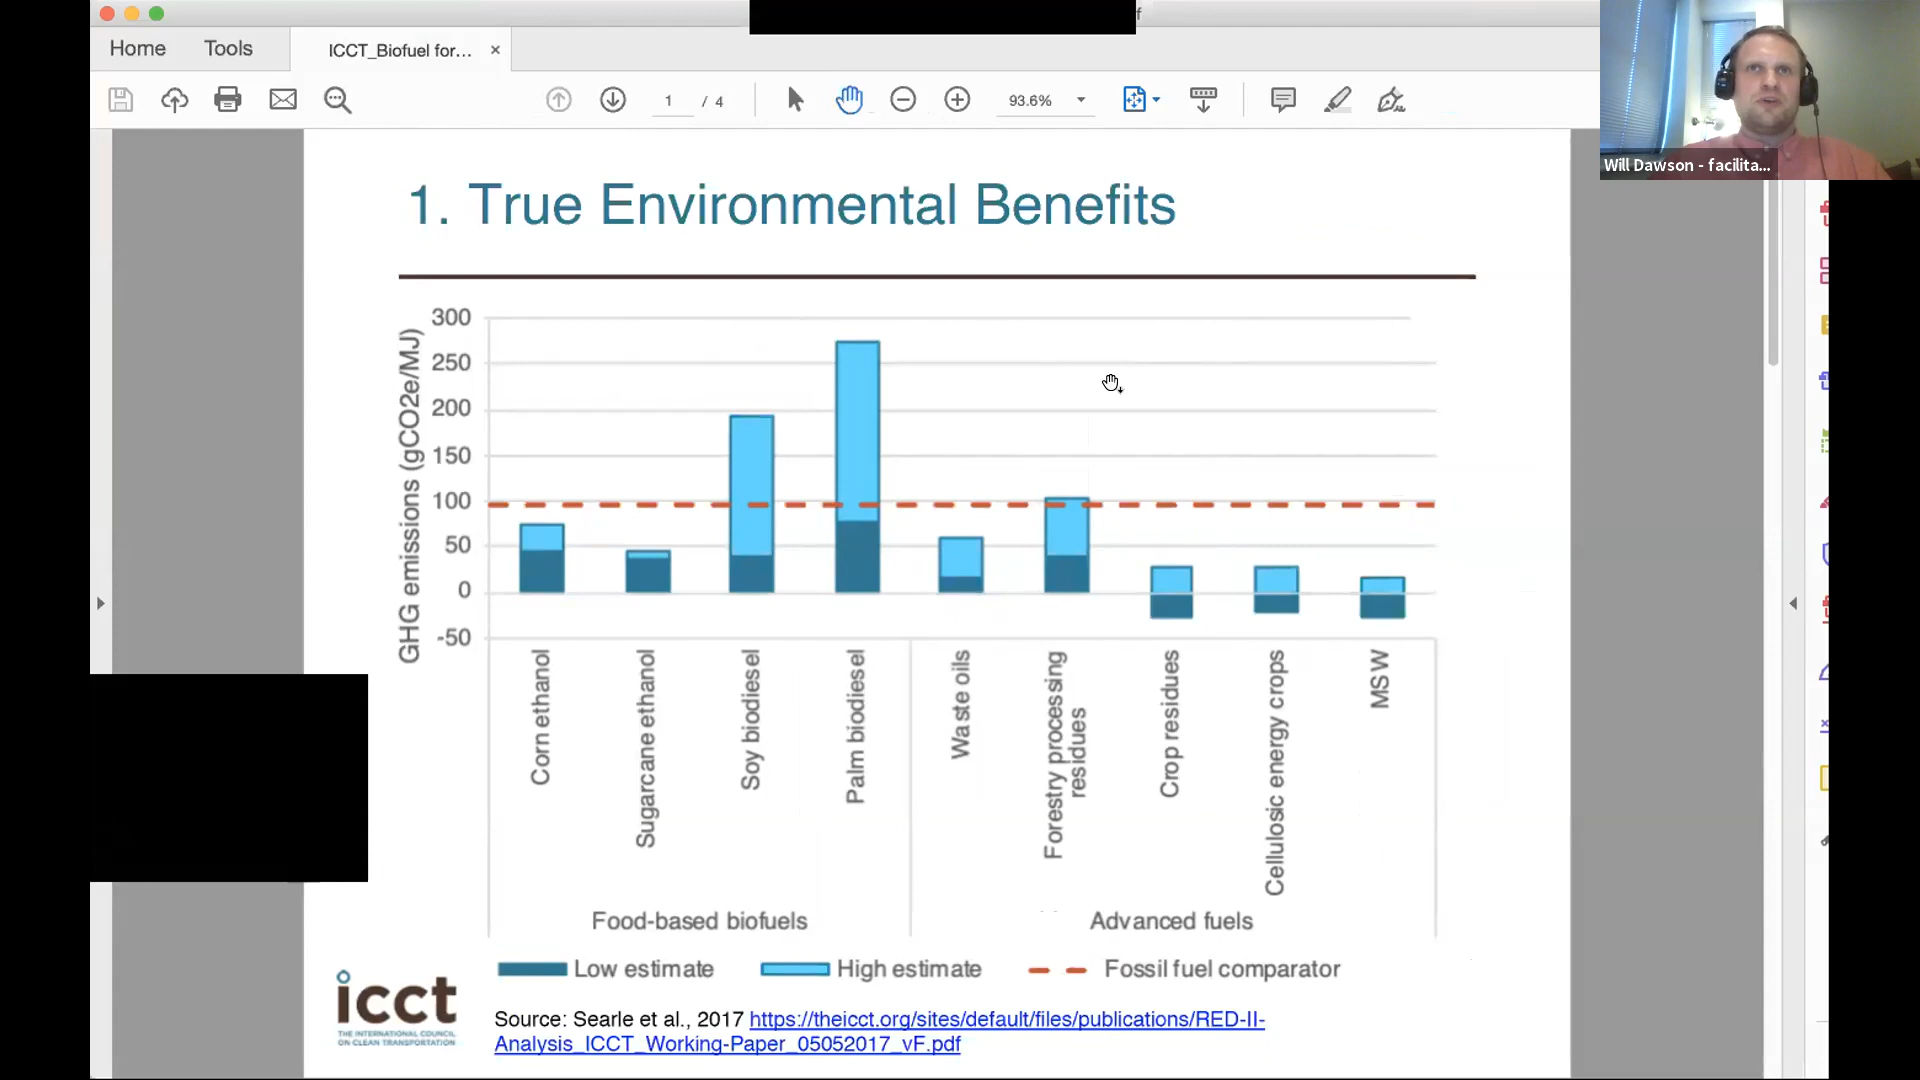 f
Home
Tools
ICCT_Biofuel for...
1 / 4
93.6%
Will Dawson - facilita...
1. True Environmental Benefits
GHG emissions (gCO2e/MJ)
300
250
200
150
100
50
0
-50
Corn ethanol
Sugarcane ethanol
Soy biodiesel
Palm biodiesel
Waste oils
Forestry processing
residues
Crop residues
Cellulosic energy crops
MSW
Food-based biofuels
Advanced fuels
Low estimate
High estimate
Fossil fuel comparator
icct
THE INTERNATIONAL COUNCIL
ON CLEAN TRANSPORTATION
Source: Searle et al., 2017 https://theicct.org/sites/default/files/publications/RED-II-
Analysis_ICCT_Working-Paper_05052017_vF.pdf